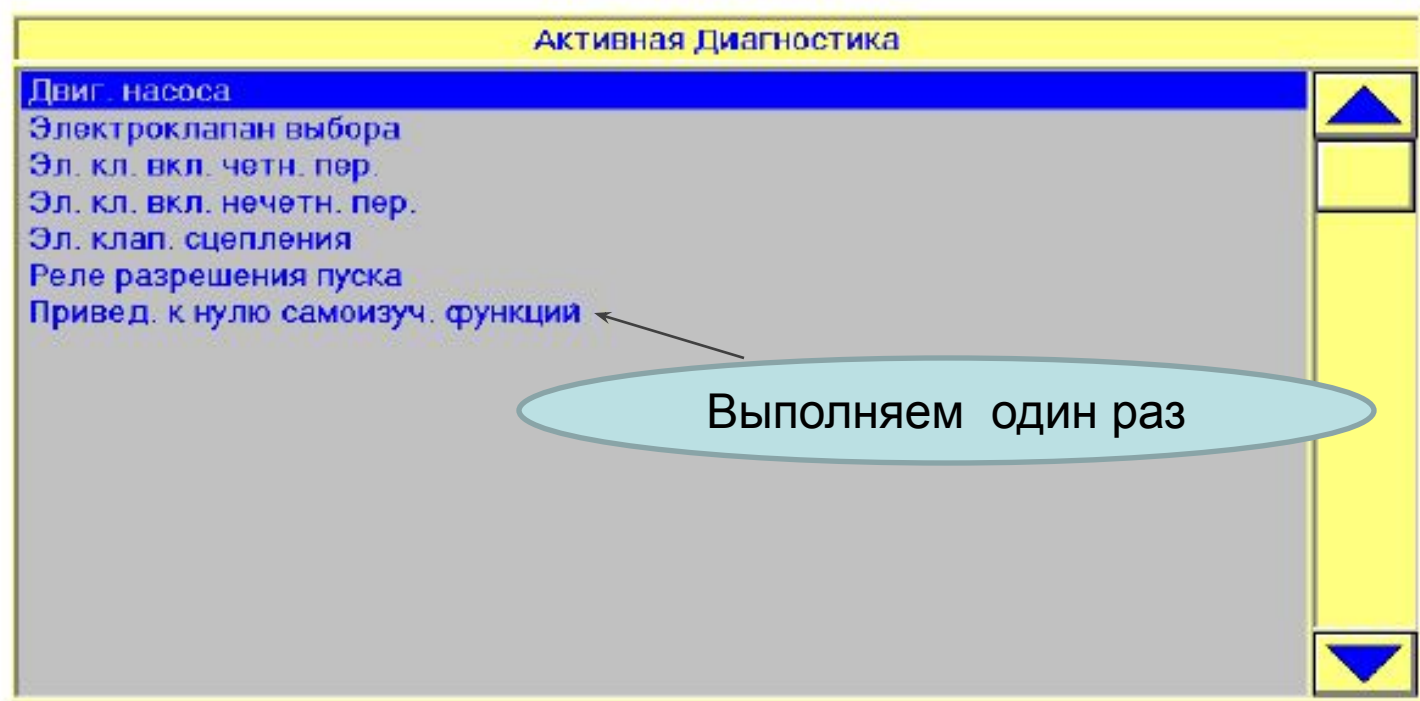 Активная Диагностика
Двиг. насоса
Электроклапан выбора
Эл. кл. вкл. четн. пер.
Эл. кл. вкл. нечетн. пер.
Эл. клап. сцепления
Реле разрешения пуска
Привед. к нулю самоизуч. функций
Выполняем один раз